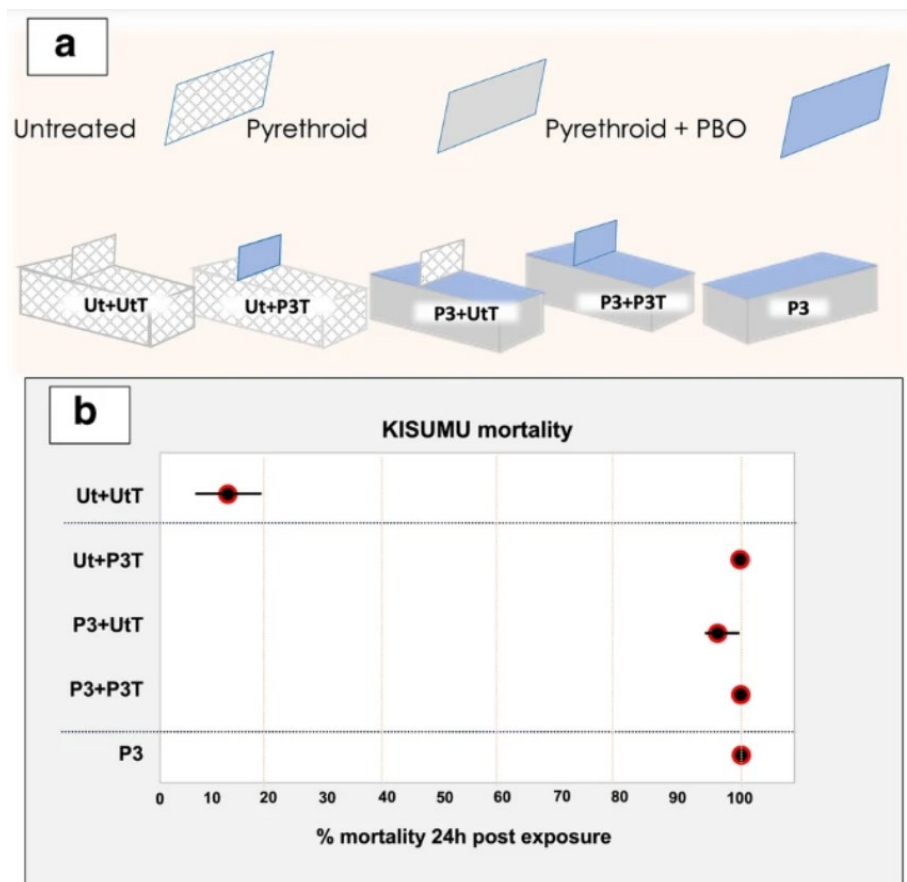 a
Untreated Pyrethroid Pyrethroid + PBO
Ut+UtT Ut+P3T P3+UtT P3+P3T P3
b
KISUMU mortality
Ut+UtT
Ut+P3T
P3+UtT
P3+P3T
P3
0 10 20 30 40 50 60 70 80 90 100
% mortality 24h post exposure